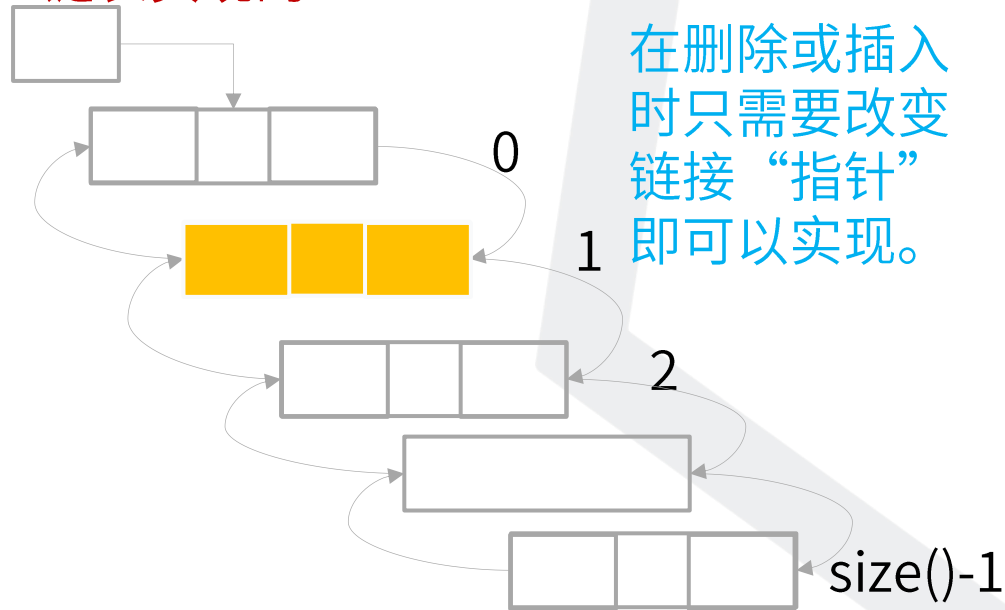 在删除或插入
时只需要改变
链接“指针”
即可以实现。
0
1
2
size()-1